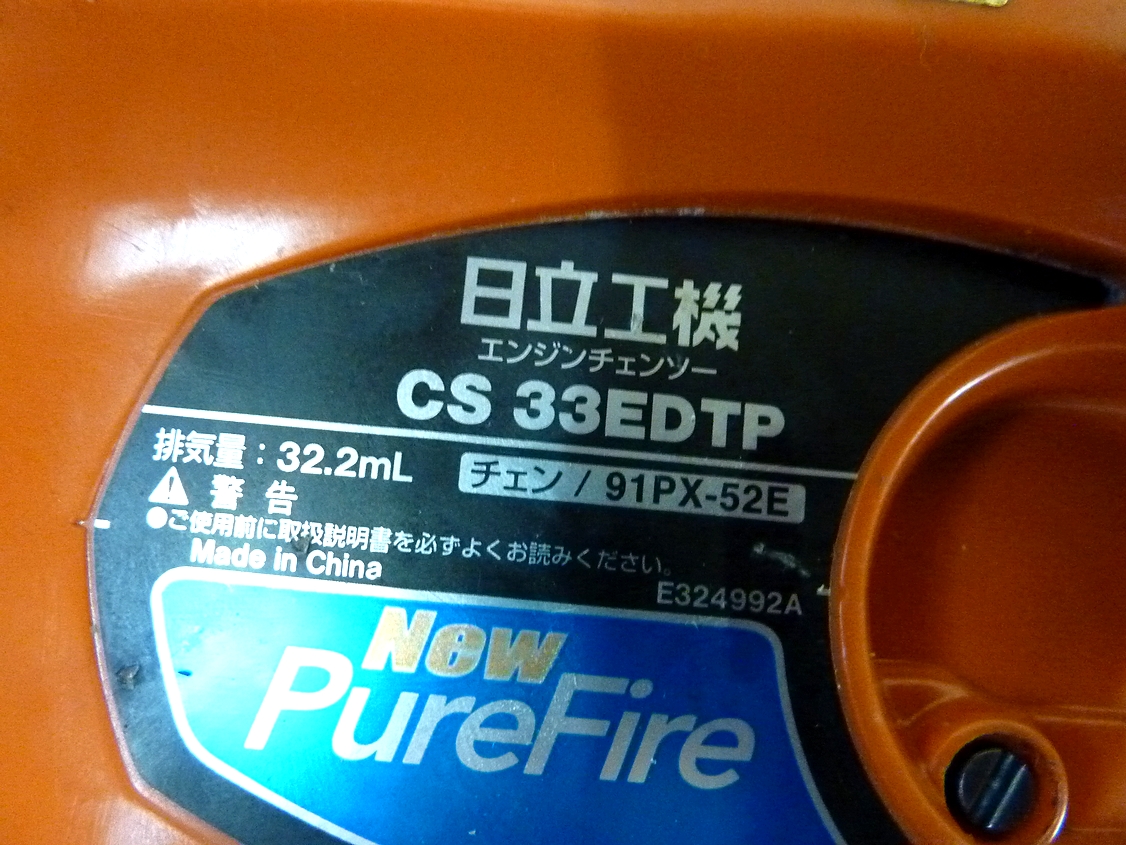 日立工機
エンジンチェンソー
CS 33EDTP
排気量：32.2mL
チェン / 91PX-52E
⚠ 警 告
●ご使用前に取扱説明書を必ずよくお読みください。
Made in China
E324992A
New
PureFire